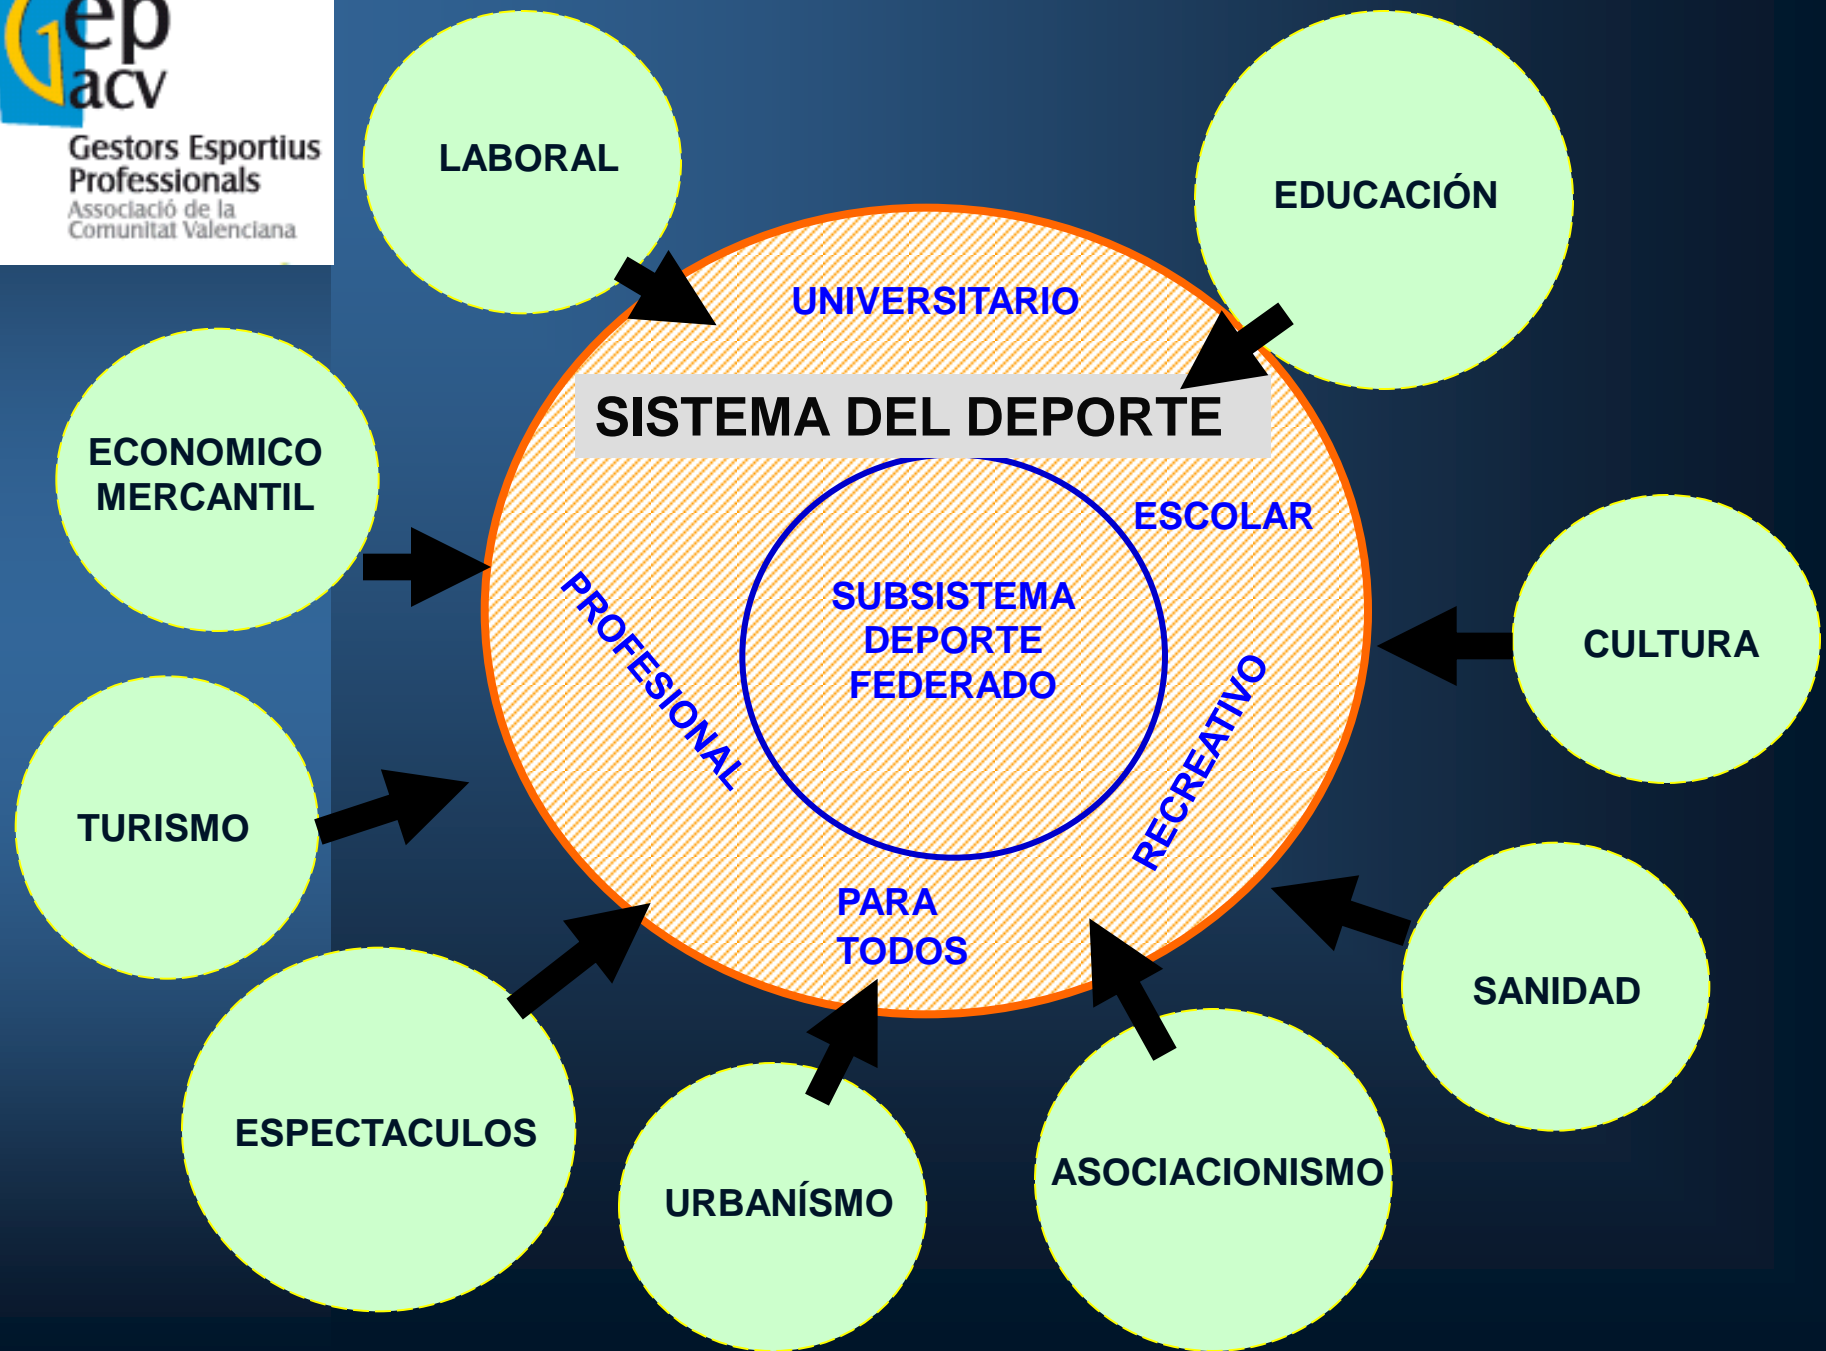 Gep
acv
Gestors Esportius
Professionals
Associació de la
Comunitat Valenciana
LABORAL
EDUCACIÓN
UNIVERSITARIO
SISTEMA DEL DEPORTE
ECONOMICO
MERCANTIL
ESCOLAR
PROFESIONAL
SUBSISTEMA
DEPORTE
FEDERADO
CULTURA
RECREATIVO
TURISMO
PARA
TODOS
SANIDAD
ESPECTACULOS
URBANÍSMO
ASOCIACIONISMO